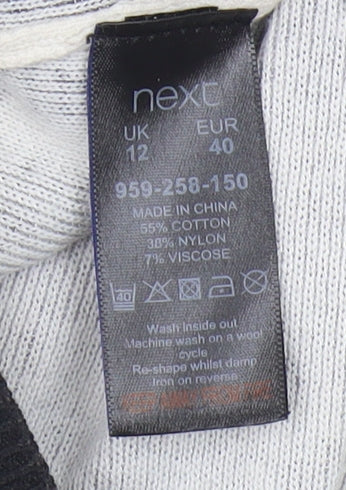 next
UK EUR
12 40
959-258-150
MADE IN CHINA
55% COTTON
38% NYLON
7% VISCOSE
40
Wash Inside out
Machine wash on a wool
cycle
Re-shape whilst damp
Iron on reverse